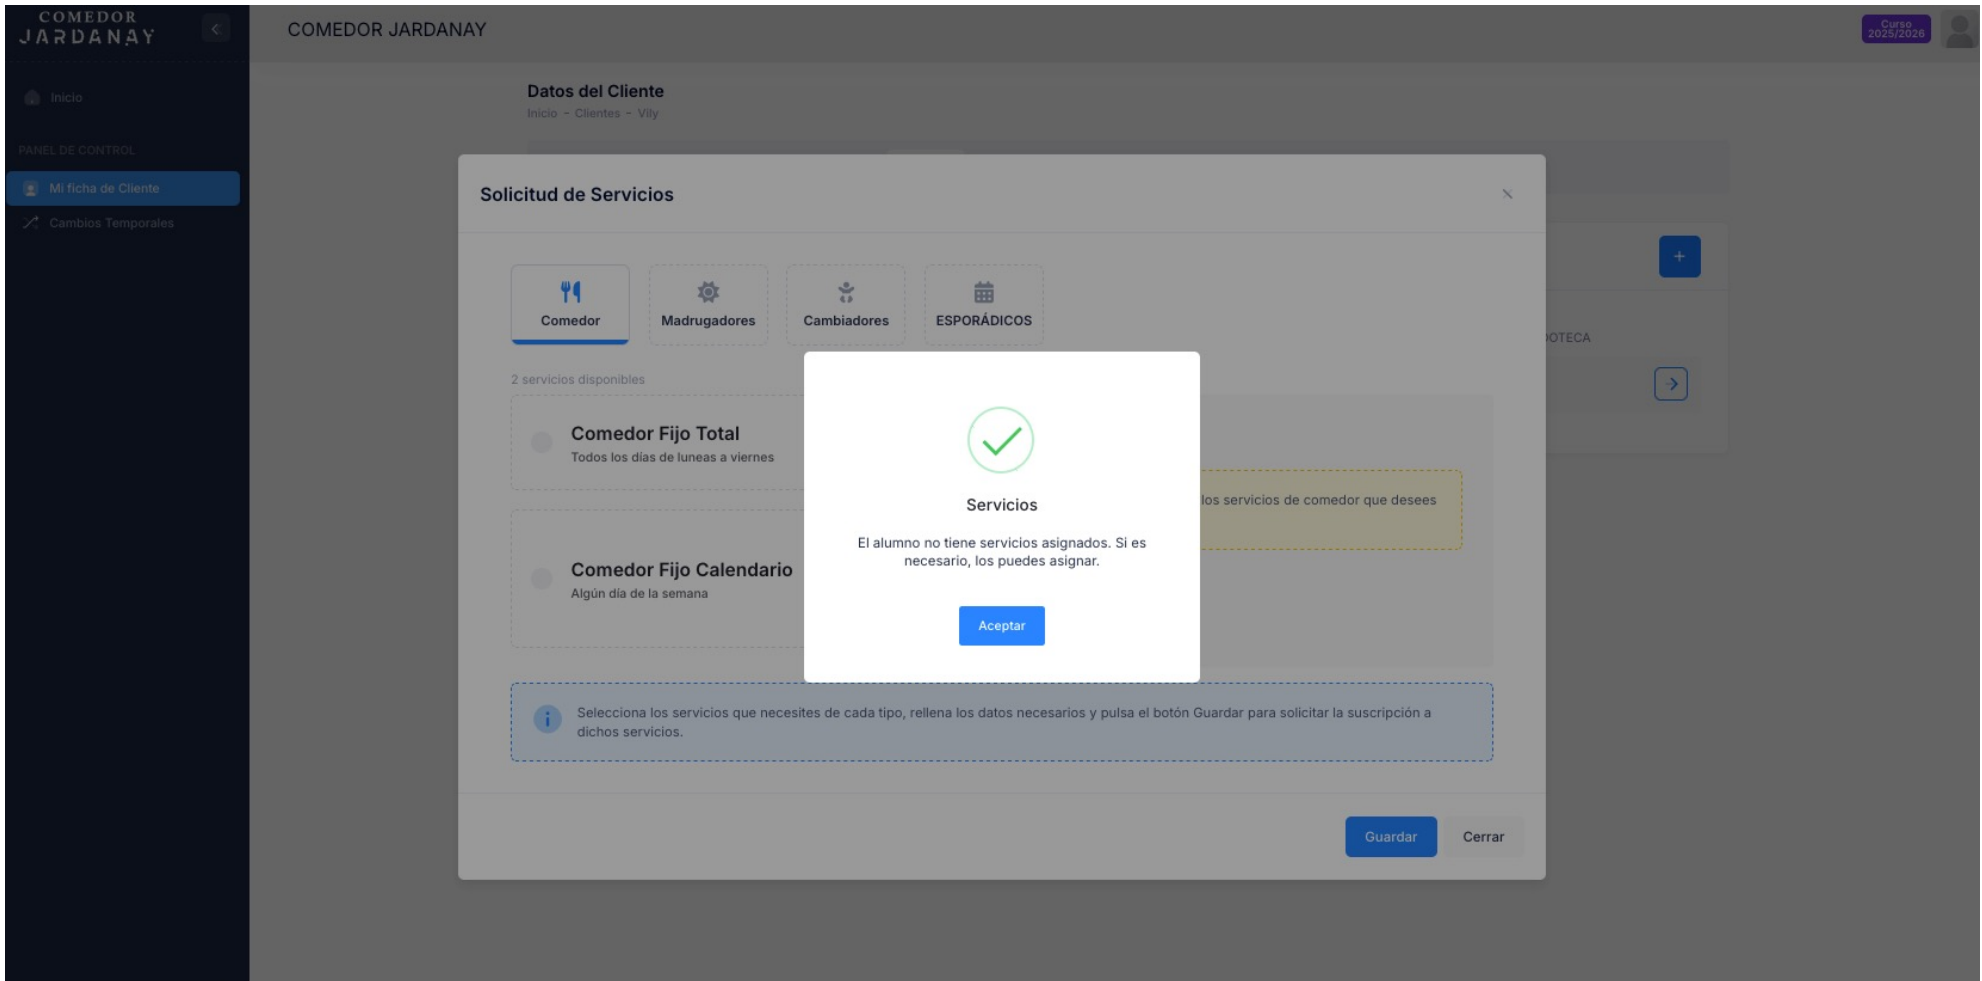 COMEDOR
JARDANAY
COMEDOR JARDANAY
Curso
2025/2026
Inicio
PANEL DE CONTROL
Mi ficha de Cliente
Cambios Temporales
Datos del Cliente
Inicio - Clientes - Vily
Solicitud de Servicios
Comedor
Madrugadores
Cambiadores
ESPORÁDICOS
2 servicios disponibles
Comedor Fijo Total
Todos los días de luneas a viernes
Comedor Fijo Calendario
Algún día de la semana
los servicios de comedor que desees
Servicios
El alumno no tiene servicios asignados. Si es
necesario, los puedes asignar.
Aceptar
Selecciona los servicios que necesites de cada tipo, rellena los datos necesarios y pulsa el botón Guardar para solicitar la suscripción a
dichos servicios.
Guardar
Cerrar